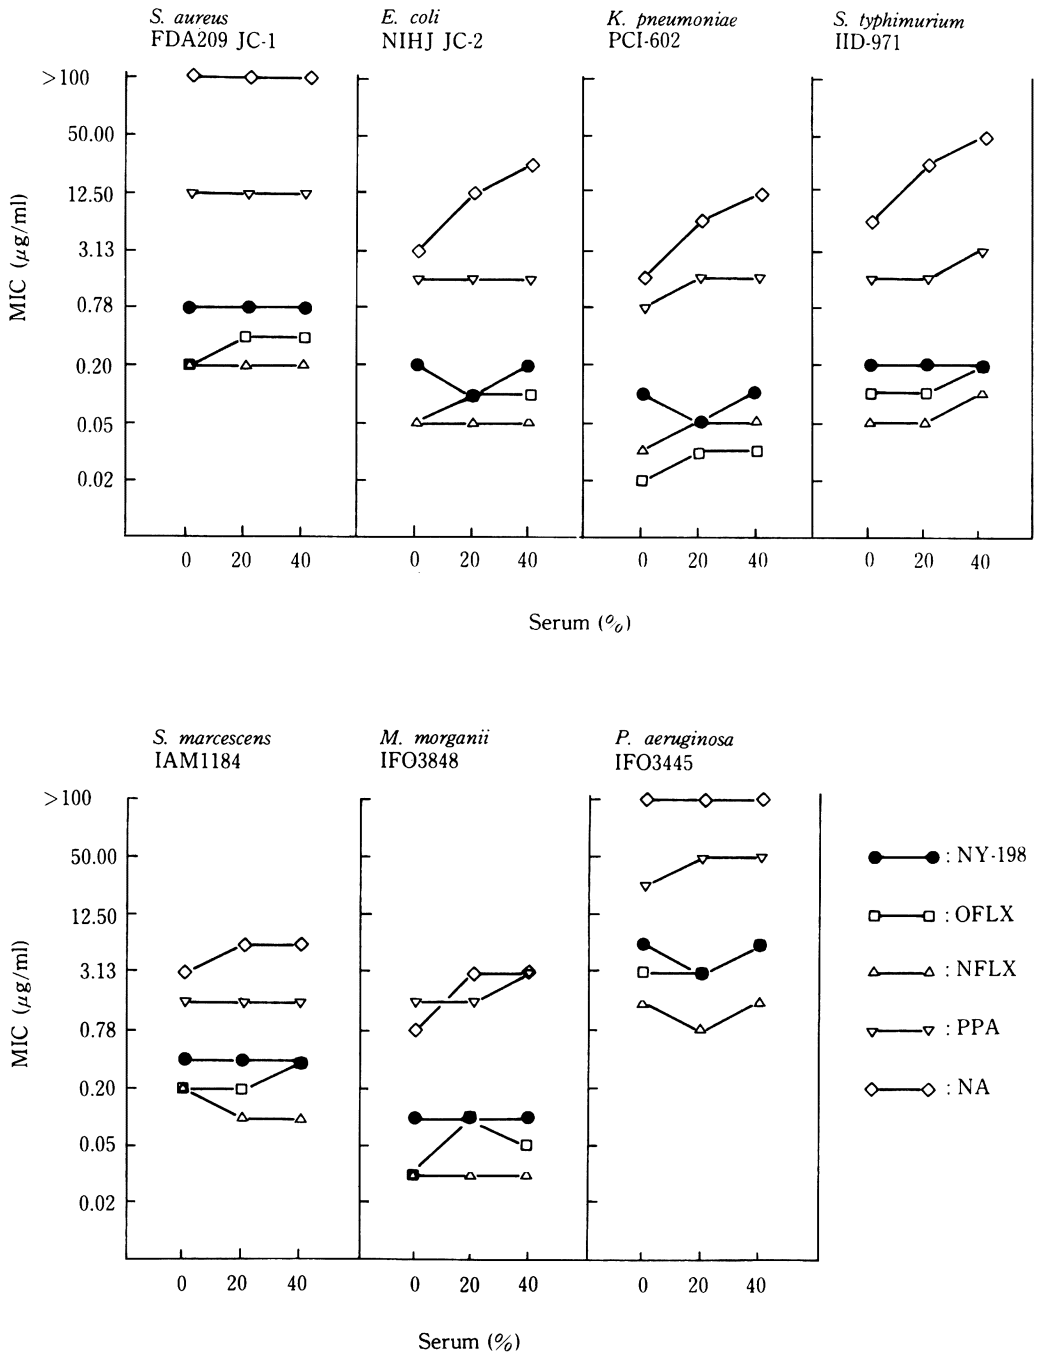 S. aureus
FDA209 JC-1
E. coli
NIHJ JC-2
K. pneumoniae
PCI-602
S. typhimurium
IID-971
>100
50.00
12.50
3.13
0.78
0.20
0.05
0.02
MIC (μg/ml)
0 20 40 0 20 40 0 20 40 0 20 40
Serum (%)
S. marcescens
IAM1184
M. morganii
IFO3848
P. aeruginosa
IFO3445
>100
50.00
12.50
3.13
0.78
0.20
0.05
0.02
MIC (μg/ml)
0 20 40 0 20 40 0 20 40
Serum (%)
: NY-198
: OFLX
: NFLX
: PPA
: NA